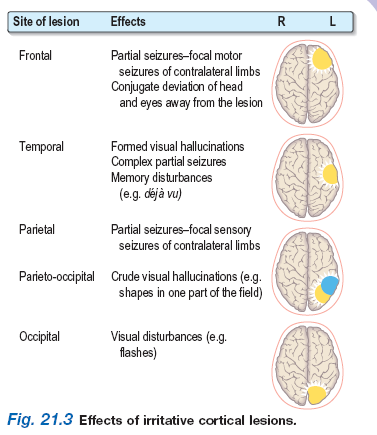 Site of lesion Effects R L
Frontal Partial seizures–focal motor
seizures of contralateral limbs
Conjugate deviation of head
and eyes away from the lesion
Temporal Formed visual hallucinations
Complex partial seizures
Memory disturbances
(e.g. déjà vu)
Parietal Partial seizures–focal sensory
seizures of contralateral limbs
Parieto-occipital Crude visual hallucinations (e.g.
shapes in one part of the field)
Occipital Visual disturbances (e.g.
flashes)
Fig. 21.3 Effects of irritative cortical lesions.